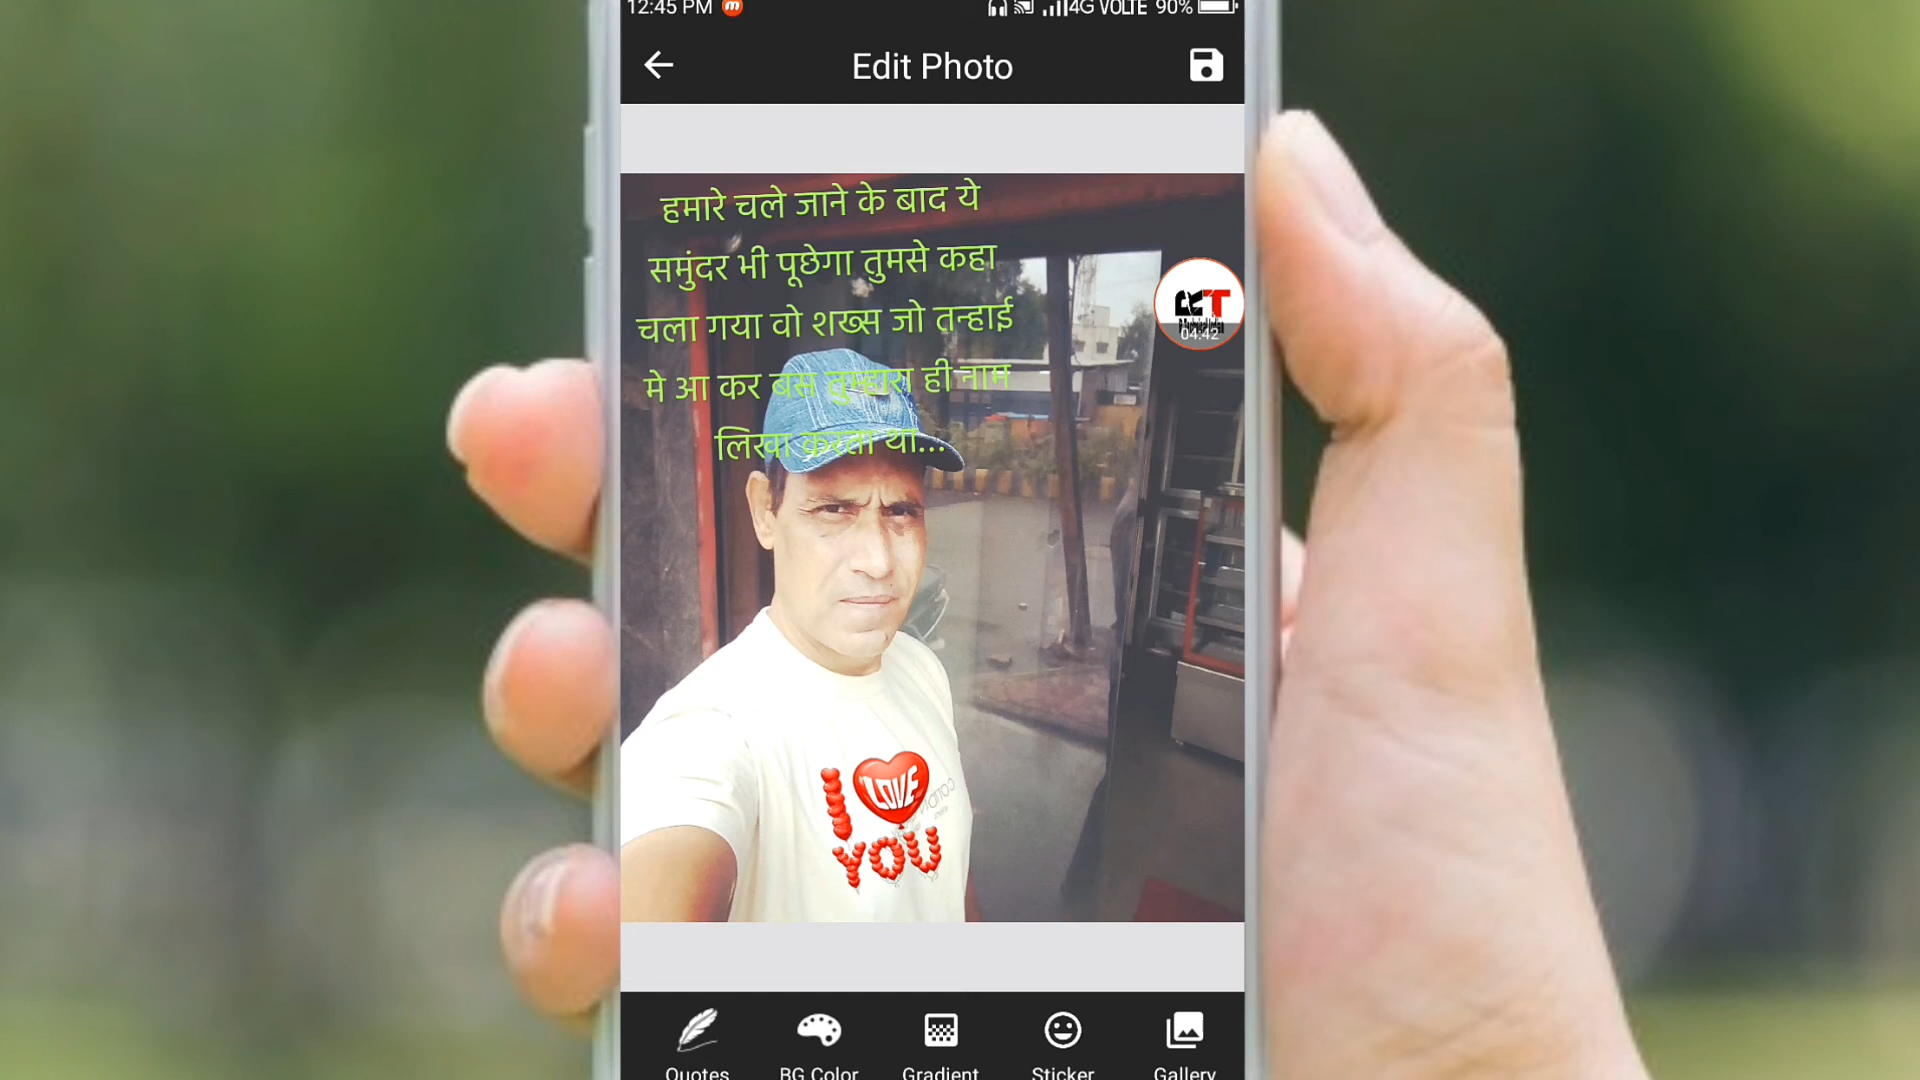 12:45 PM
4G VOLTE 90%
Edit Photo
हमारे चले जाने के बाद ये
समुंदर भी पूछेगा तुमसे कहा
चला गया वो शख्स जो तन्हाई
मे आ कर बस तुम्हारा ही नाम
लिखा करता था...
RT
04:42
I LOVE
YOU
Quotes BG Color Gradient Sticker Gallery